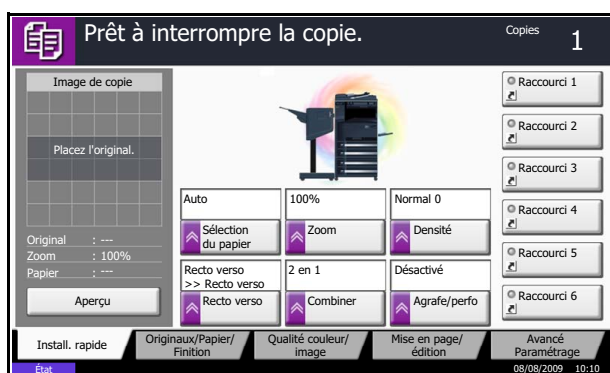 Prêt à interrompre la copie.
Copies
1
Image de copie
Placez l'original.
Original : ---
Zoom : 100%
Papier : ---
Aperçu
Auto
Sélection
du papier
100%
Zoom
Normal 0
Densité
Recto verso
>> Recto verso
Recto verso
2 en 1
Combiner
Désactivé
Agrafe/perfo
Raccourci 1
Raccourci 2
Raccourci 3
Raccourci 4
Raccourci 5
Raccourci 6
Install. rapide
Originaux/Papier/
Finition
Qualité couleur/
image
Mise en page/
édition
Avancé
Paramétrage
État
08/08/2009 10:10